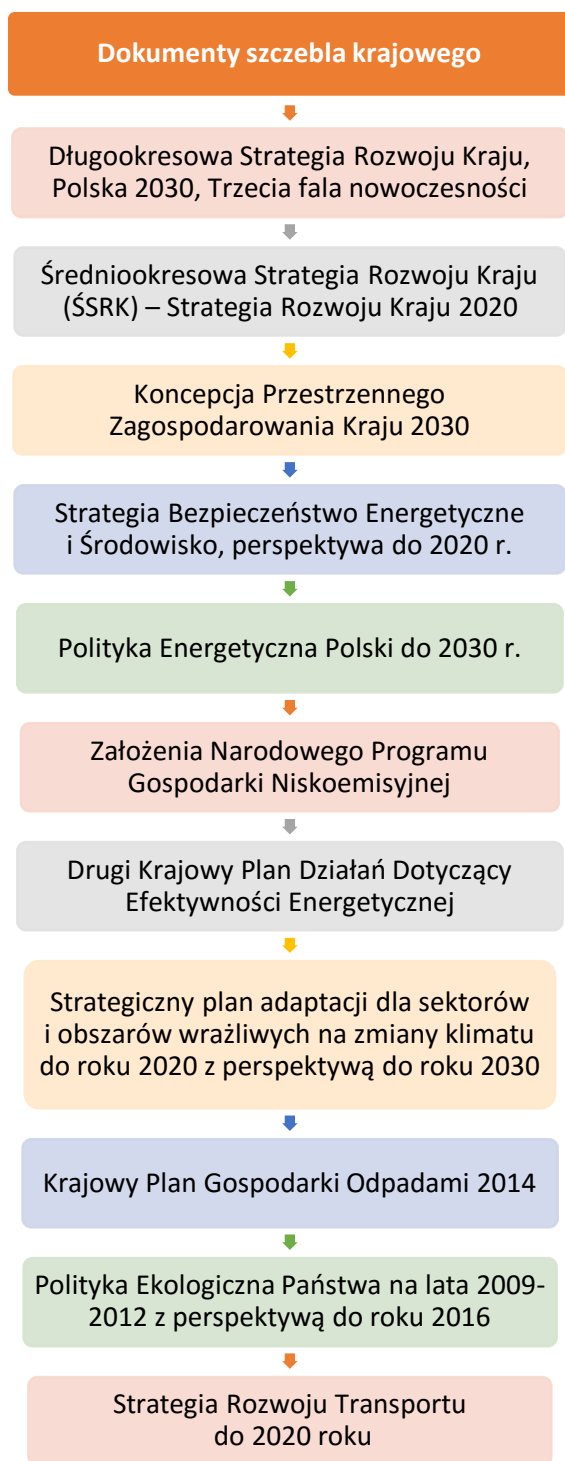 Dokumenty szczebla krajowego
Długookresowa Strategia Rozwoju Kraju,
Polska 2030, Trzecia fala nowoczesności
Średniookresowa Strategia Rozwoju Kraju
(ŚSRK) – Strategia Rozwoju Kraju 2020
Koncepcja Przestrzennego
Zagospodarowania Kraju 2030
Strategia Bezpieczeństwo Energetyczne
i Środowisko, perspektywa do 2020 r.
Polityka Energetyczna Polski do 2030 r.
Założenia Narodowego Programu
Gospodarki Niskoemisyjnej
Drugi Krajowy Plan Działań Dotyczący
Efektywności Energetycznej
Strategiczny plan adaptacji dla sektorów
i obszarów wrażliwych na zmiany klimatu
do roku 2020 z perspektywą do roku 2030
Krajowy Plan Gospodarki Odpadami 2014
Polityka Ekologiczna Państwa na lata 2009-
2012 z perspektywą do roku 2016
Strategia Rozwoju Transportu
do 2020 roku